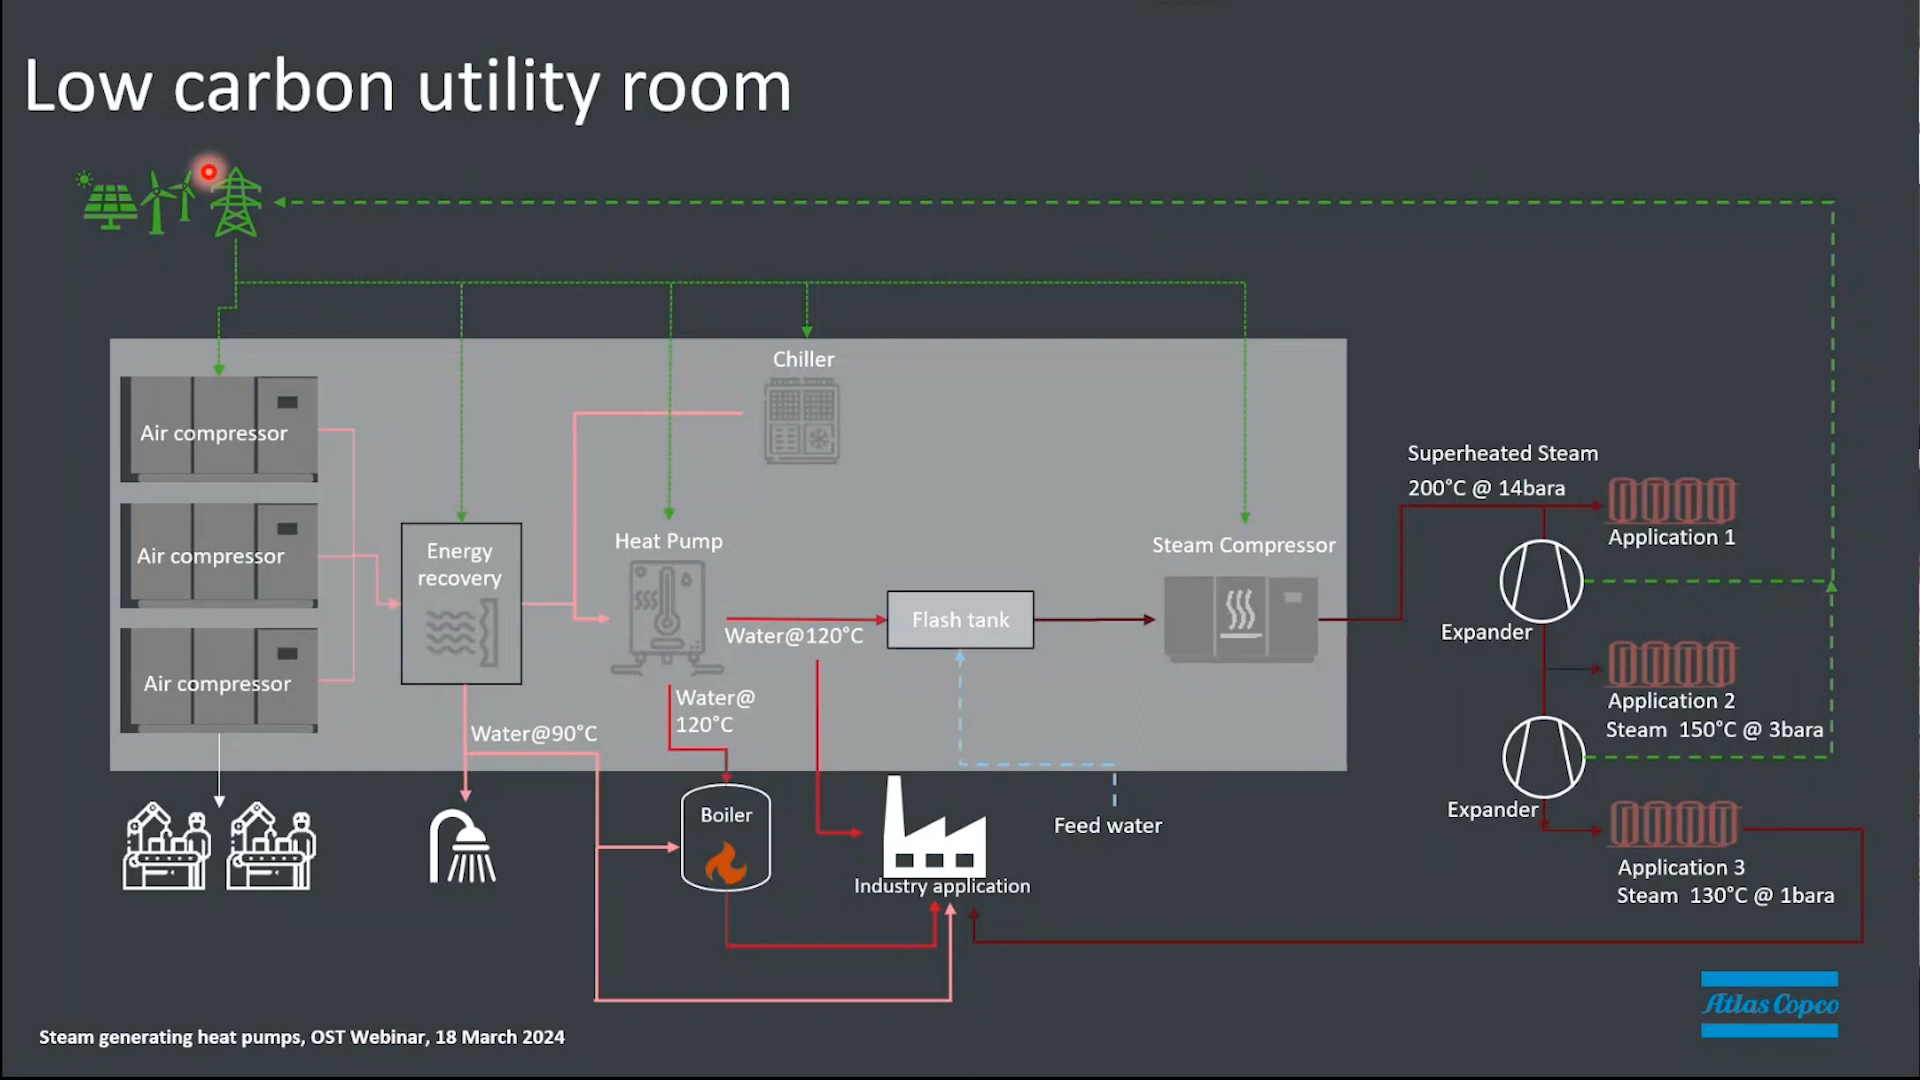 Low carbon utility room
Chiller
Air compressor
Air compressor
Air compressor
Energy
recovery
Heat Pump
Steam Compressor
Water@120°C
Flash tank
Water@
120°C
Water@90°C
Boiler
Industry application
Feed water
Superheated Steam
200°C @ 14bara
Application 1
Expander
Application 2
Steam 150°C @ 3bara
Expander
Application 3
Steam 130°C @ 1bara
Atlas Copco
Steam generating heat pumps, OST Webinar, 18 March 2024